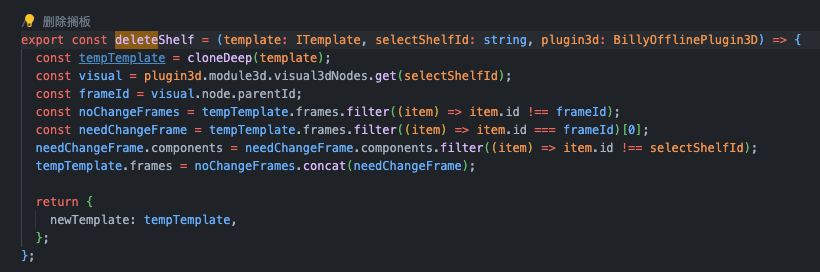 // 删除搁板
export const deleteShelf = (template: ITemplate, selectShelfId: string, plugin3d: BillyOfflinePlugin3D) => {
  const tempTemplate = cloneDeep(template);
  const visual = plugin3d.module3d.visual3dNodes.get(selectShelfId);
  const frameId = visual.node.parentId;
  const noChangeFrames = tempTemplate.frames.filter((item) => item.id !== frameId);
  const needChangeFrame = tempTemplate.frames.filter((item) => item.id === frameId)[0];
  needChangeFrame.components = needChangeFrame.components.filter((item) => item.id !== selectShelfId);
  tempTemplate.frames = noChangeFrames.concat(needChangeFrame);
  return {
    newTemplate: tempTemplate,
  };
};